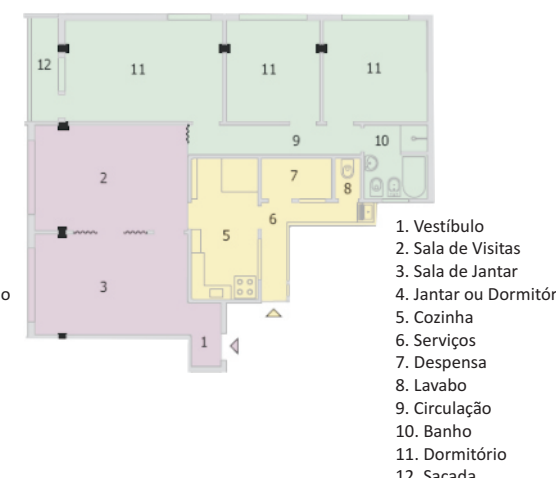 12 11 11 11
9 10
2 7 8
5 6
3
1
o
1. Vestíbulo
2. Sala de Visitas
3. Sala de Jantar
4. Jantar ou Dormitór
5. Cozinha
6. Serviços
7. Despensa
8. Lavabo
9. Circulação
10. Banho
11. Dormitório
12. Sacada